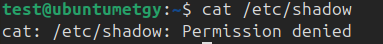 test@ubuntumetgy:~$ cat /etc/shadow
cat: /etc/shadow: Permission denied